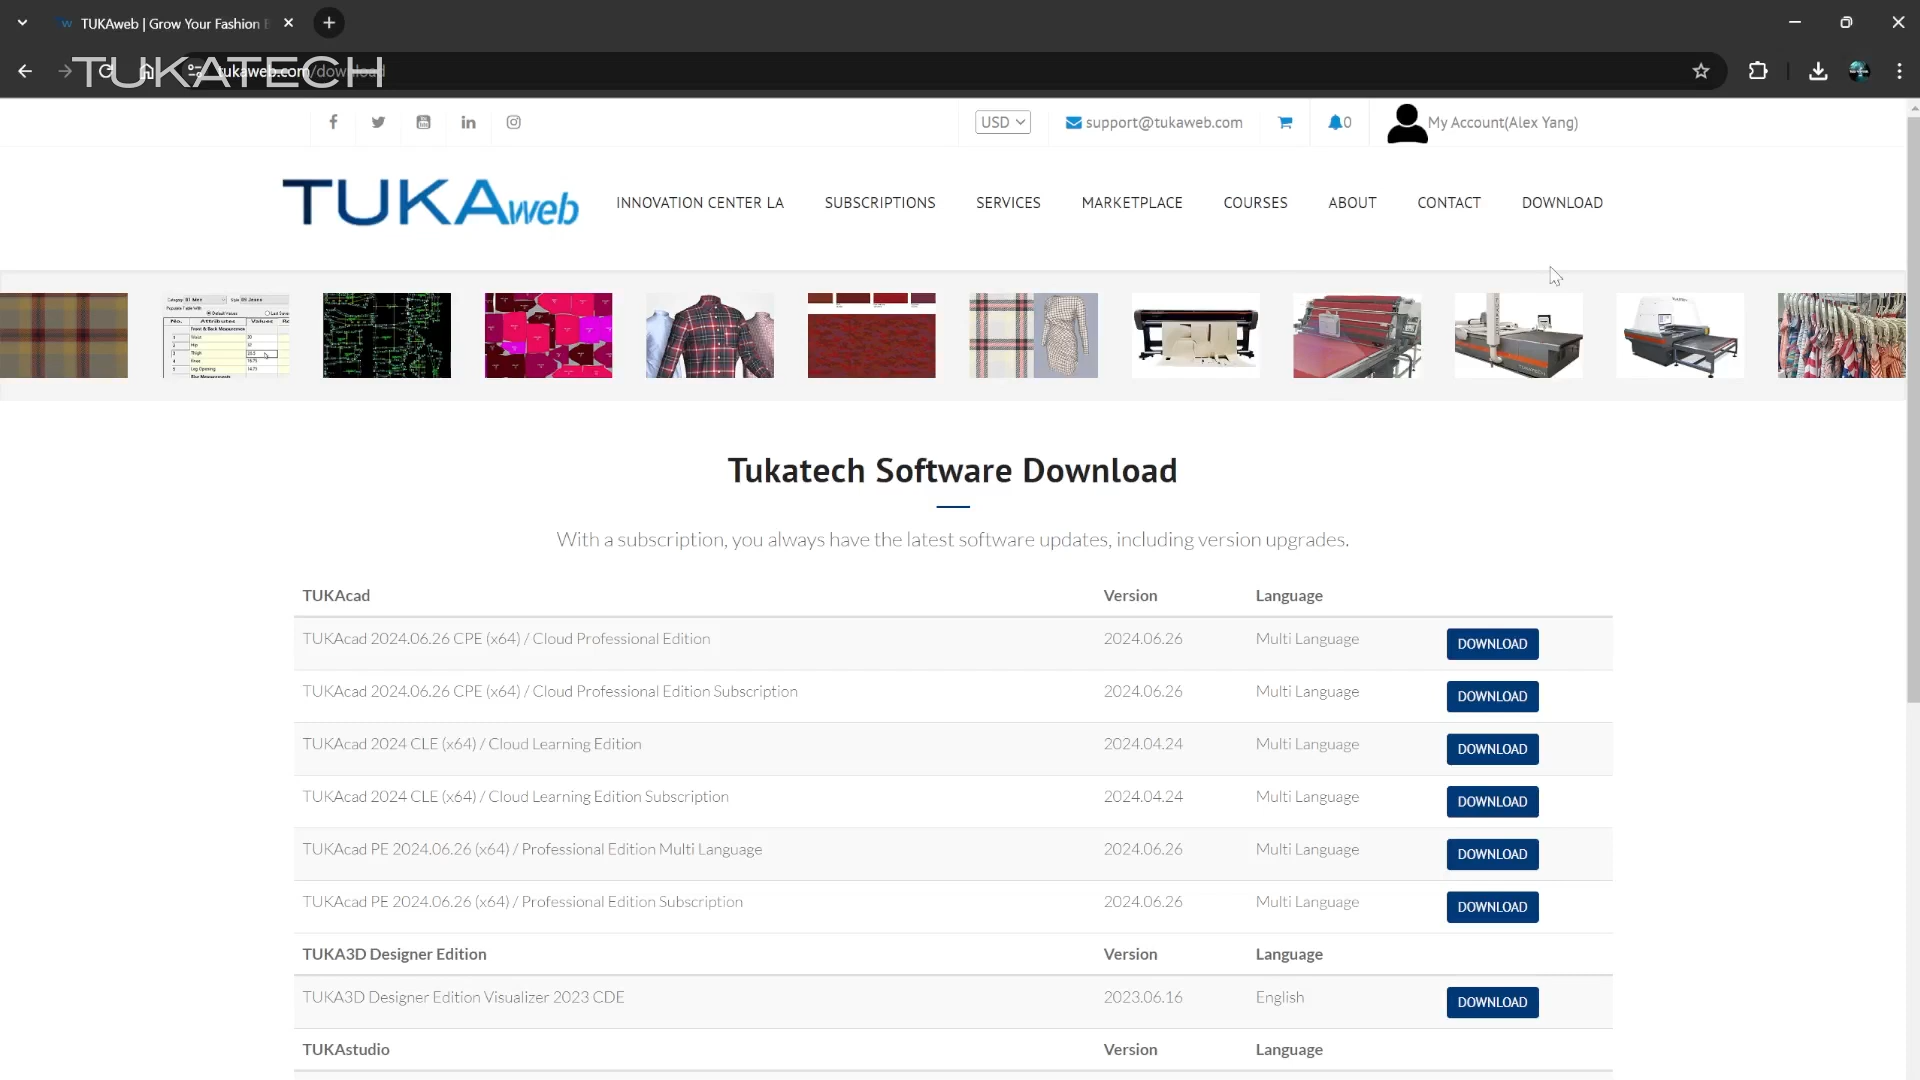 TUKAweb | Grow Your Fashion
TUKATECH
tukaweb.com/download
USD
support@tukaweb.com
0
My Account(Alex Yang)
TUKAweb
INNOVATION CENTER LA
SUBSCRIPTIONS
SERVICES
MARKETPLACE
COURSES
ABOUT
CONTACT
DOWNLOAD
No. Attributes Values
Tukatech Software Download
With a subscription, you always have the latest software updates, including version upgrades.
TUKAcad Version Language
TUKAcad 2024.06.26 CPE (x64) / Cloud Professional Edition 2024.06.26 Multi Language DOWNLOAD
TUKAcad 2024.06.26 CPE (x64) / Cloud Professional Edition Subscription 2024.06.26 Multi Language DOWNLOAD
TUKAcad 2024 CLE (x64) / Cloud Learning Edition 2024.04.24 Multi Language DOWNLOAD
TUKAcad 2024 CLE (x64) / Cloud Learning Edition Subscription 2024.04.24 Multi Language DOWNLOAD
TUKAcad PE 2024.06.26 (x64) / Professional Edition Multi Language 2024.06.26 Multi Language DOWNLOAD
TUKAcad PE 2024.06.26 (x64) / Professional Edition Subscription 2024.06.26 Multi Language DOWNLOAD
TUKA3D Designer Edition Version Language
TUKA3D Designer Edition Visualizer 2023 CDE 2023.06.16 English DOWNLOAD
TUKAstudio Version Language